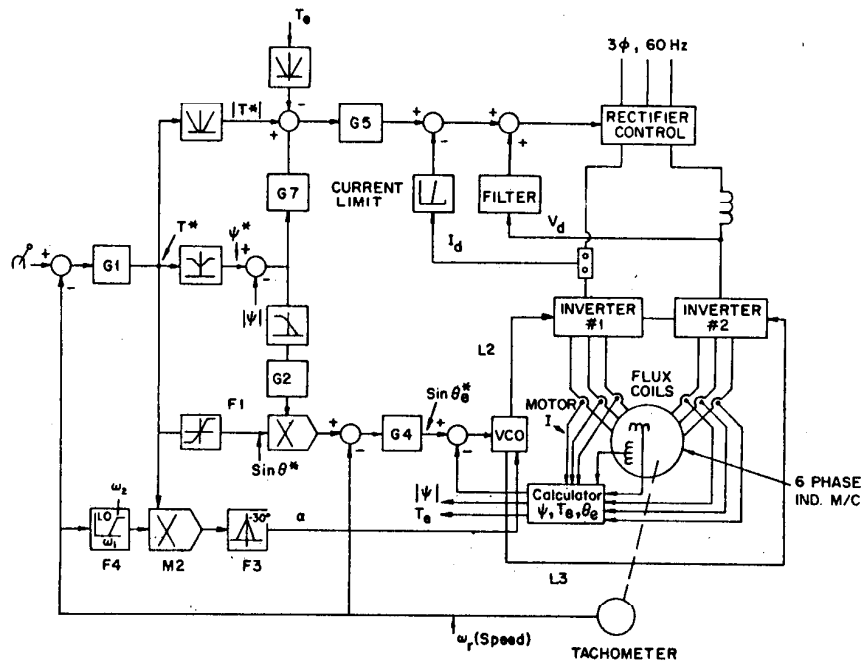 Te
3ϕ, 60 Hz
|T*|
G5
RECTIFIER
CONTROL
CURRENT
LIMIT
FILTER
G7
T*
ψ*
Vd
Id
G1
|ψ|
INVERTER
#1
INVERTER
#2
L2
G2
FLUX
COILS
MOTOR
I
F1
Sin θe*
G4
VCO
Sin θ*
6 PHASE
IND. M/C
|ψ|
Te
Calculator
ψ, Te, θe
ω2
1.0
ω1
-30°
α
F4
M2
F3
L3
ωr (Speed)
TACHOMETER